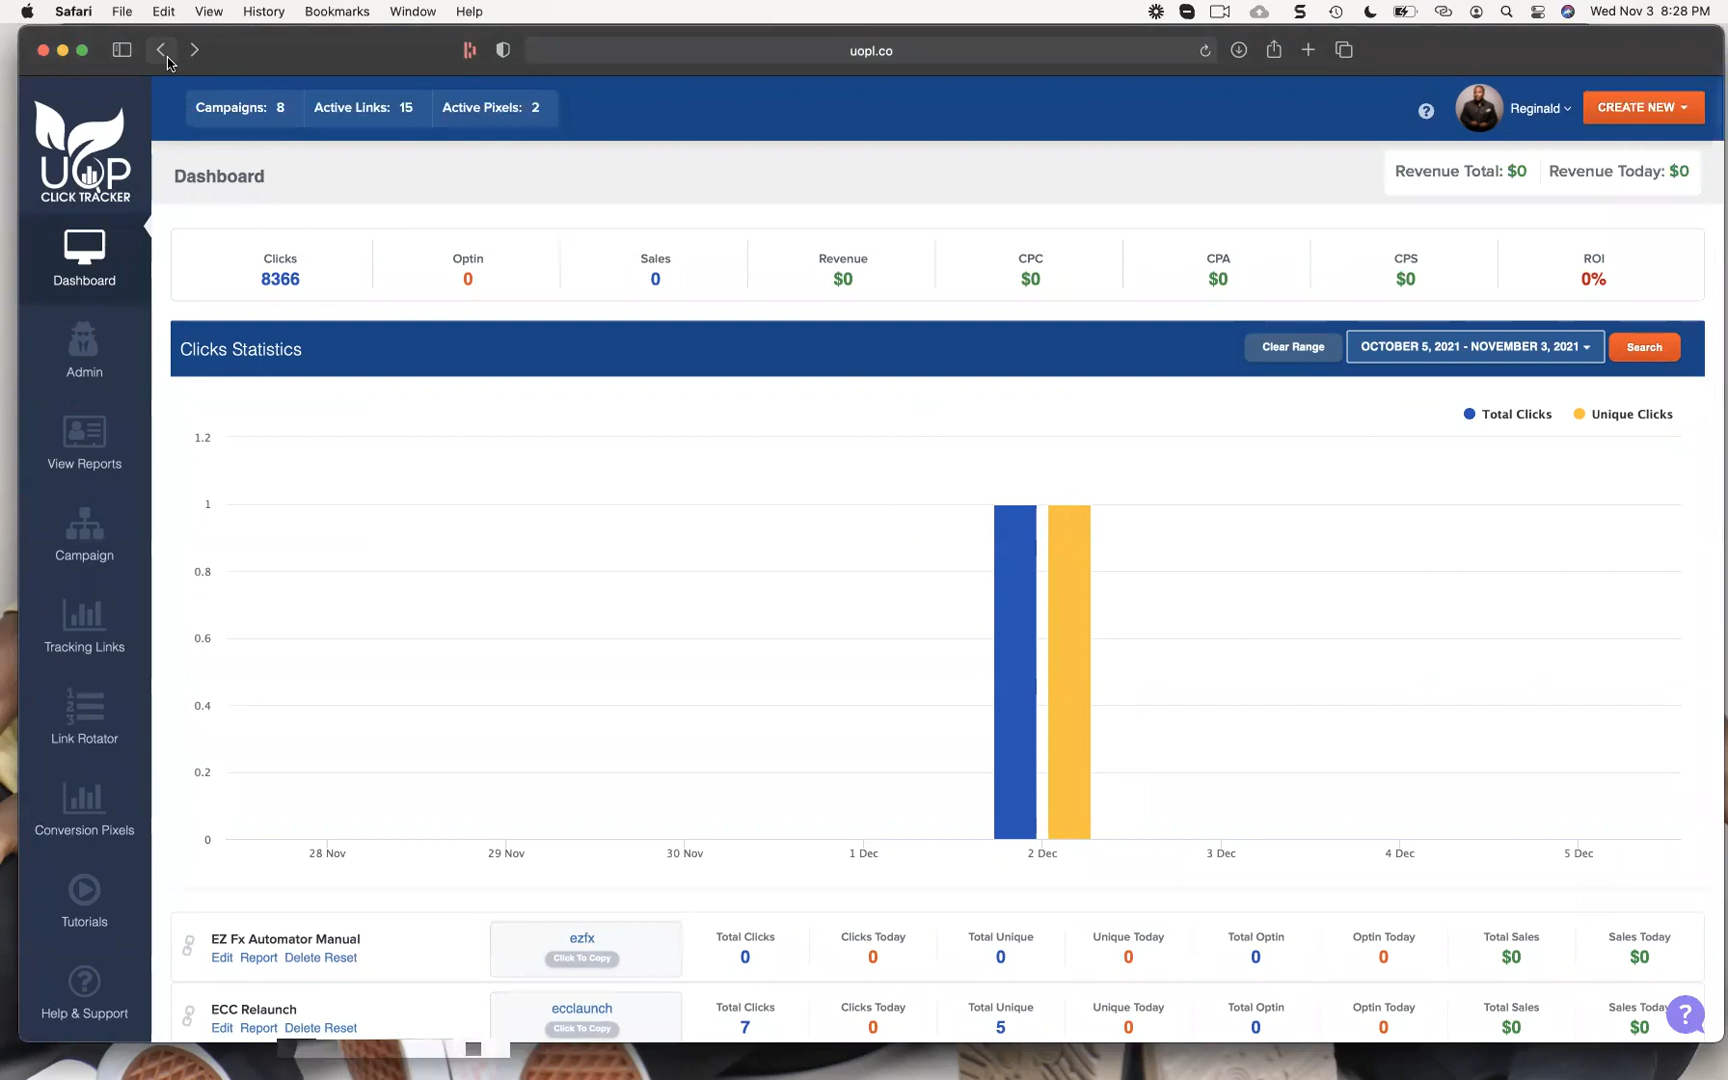 Safari File Edit View History Bookmarks Window Help Wed Nov 3 8:28 PM
uopl.co
UOP
CLICK TRACKER
Campaigns: 8 Active Links: 15 Active Pixels: 2
? Reginald CREATE NEW
Dashboard
Revenue Total: $0 Revenue Today: $0
Dashboard
Admin
View Reports
Campaign
Tracking Links
1
2
3
Link Rotator
Conversion Pixels
Tutorials
Help & Support
Clicks Optin Sales Revenue CPC CPA CPS ROI
8366 0 0 $0 $0 $0 $0 0%
Clicks Statistics
Clear Range OCTOBER 5, 2021 - NOVEMBER 3, 2021 Search
Total Clicks Unique Clicks
1.2
1
0.8
0.6
0.4
0.2
0
28 Nov 29 Nov 30 Nov 1 Dec 2 Dec 3 Dec 4 Dec 5 Dec
EZ Fx Automator Manual ezfx Total Clicks Clicks Today Total Unique Unique Today Total Optin Optin Today Total Sales Sales Today
Edit Report Delete Reset Click To Copy 0 0 0 0 0 0 $0 $0
ECC Relaunch ecclaunch Total Clicks Clicks Today Total Unique Unique Today Total Optin Optin Today Total Sales Sales Today
Edit Report Delete Reset Click To Copy 7 0 5 0 0 0 $0 $0
?